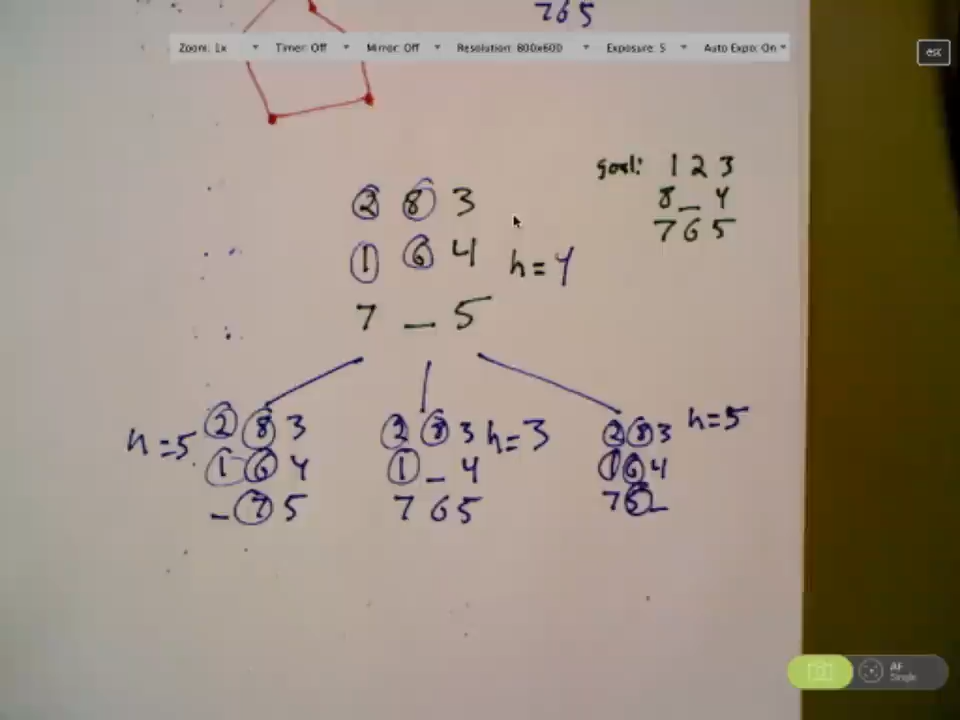 765
Zoom: 1x Timer: Off Mirror: Off Resolution: 800x600 Exposure: 5 Auto Expo: On
esc
goal: 1 2 3
8 _ 4
7 6 5
2 8 3
1 6 4
7 _ 5
h = 4
h = 5
2 8 3
1 6 4
_ 7 5
2 8 3
1 _ 4
7 6 5
h = 3
2 8 3
1 6 4
7 5 _
h = 5
AF
Single